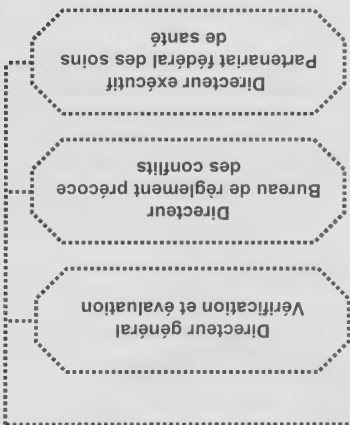 Directeur général
Vérification et évaluation
Directeur
Bureau de règlement précoce
des conflits
Directeur exécutif
Partenariat fédéral des soins
de santé